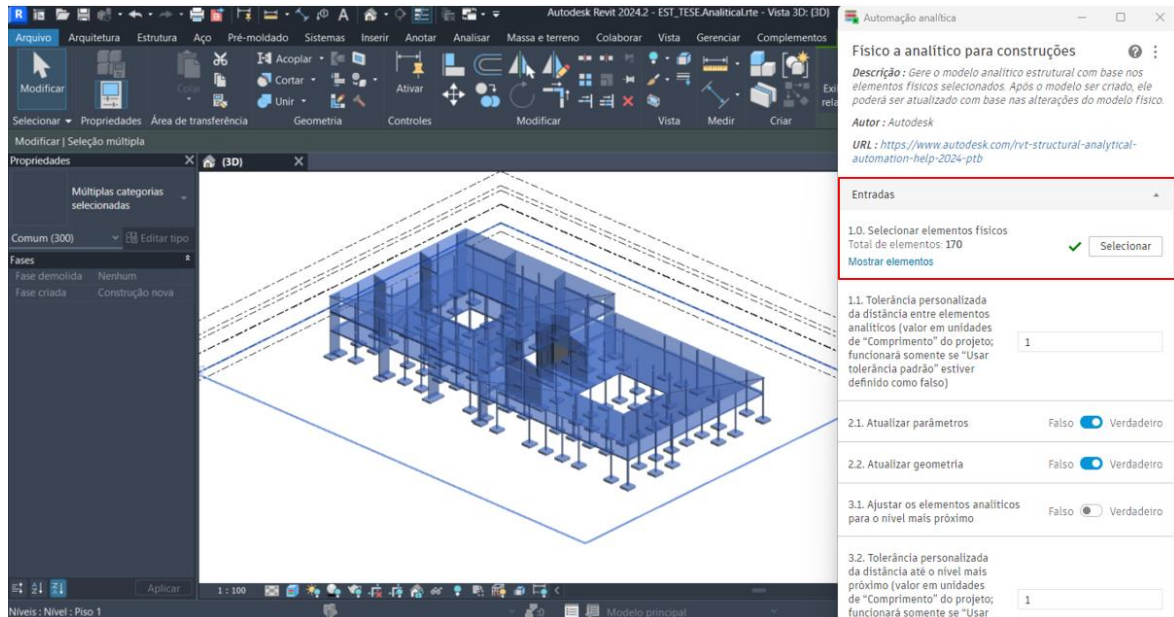 Autodesk Revit 2024.2 - EST_TESE.Analitical.rte - Vista 3D: {3D}
Arquivo Arquitetura Estrutura Aço Pré-moldado Sistemas Inserir Anotar Analisar Massa e terreno Colaborar Vista Gerenciar Complementos
Modificar
Colar
Acoplar
Cortar
Unir
Ativar
Selecionar Propriedades Área de transferência Geometria Controles Modificar Vista Medir Criar
Modificar | Seleção múltipla
Propriedades
(3D)
Múltiplas categorias
selecionadas
Comum (300) Editar tipo
Fases
Fase demolida Nenhum
Fase criada Construção nova
Aplicar
1 : 100
Níveis : Nível : Piso 1
:0
Modelo principal
Automação analítica
Físico a analítico para construções
Descrição : Gere o modelo analítico estrutural com base nos
elementos físicos selecionados. Após o modelo ser criado, ele
poderá ser atualizado com base nas alterações do modelo físico.
Autor : Autodesk
URL : https://www.autodesk.com/rvt-structural-analytical-
automation-help-2024-ptb
Entradas
1.0. Selecionar elementos físicos
Total de elementos: 170
Selecionar
Mostrar elementos
1.1. Tolerância personalizada
da distância entre elementos
analíticos (valor em unidades
de “Comprimento” do projeto;
funcionará somente se “Usar
tolerância padrão” estiver
definido como falso)
1
2.1. Atualizar parâmetros Falso Verdadeiro
2.2. Atualizar geometria Falso Verdadeiro
3.1. Ajustar os elementos analíticos
para o nível mais próximo
Falso Verdadeiro
3.2. Tolerância personalizada
da distância até o nível mais
próximo (valor em unidades
de “Comprimento” do projeto;
funcionará somente se “Usar
1